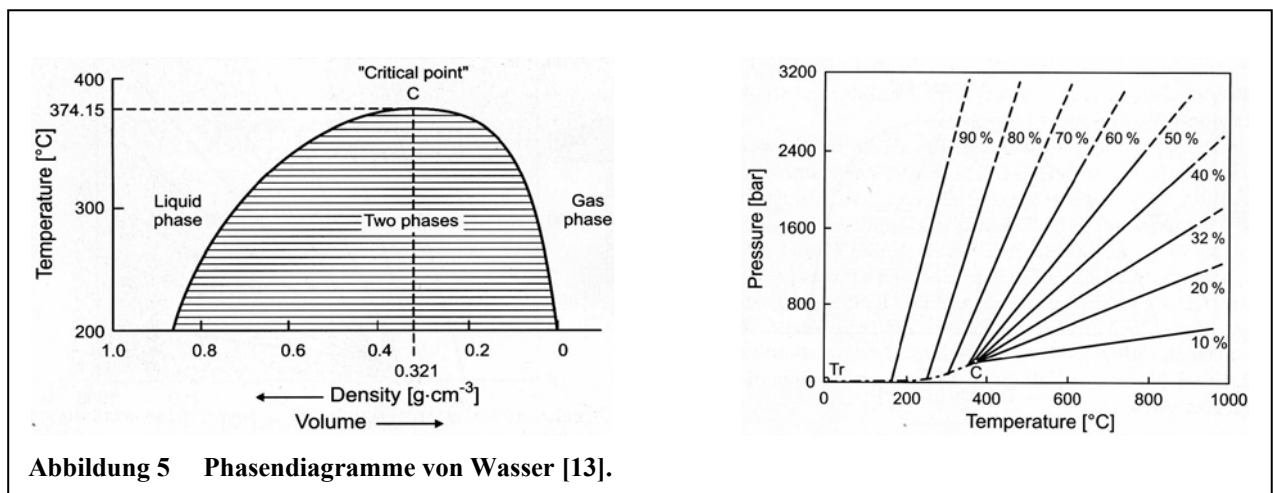 "Critical point"
C
400
374.15
300
200
Temperature [°C]
Liquid
phase
Two phases
Gas
phase
1.0 0.8 0.6 0.4 0.2 0
0.321
Density [g·cm⁻³]
Volume
3200
2400
1600
800
0
Pressure [bar]
90 % 80 % 70 % 60 % 50 %
40 %
32 %
20 %
10 %
Tr
C
0 200 400 600 800 1000
Temperature [°C]
Abbildung 5 Phasendiagramme von Wasser [13].